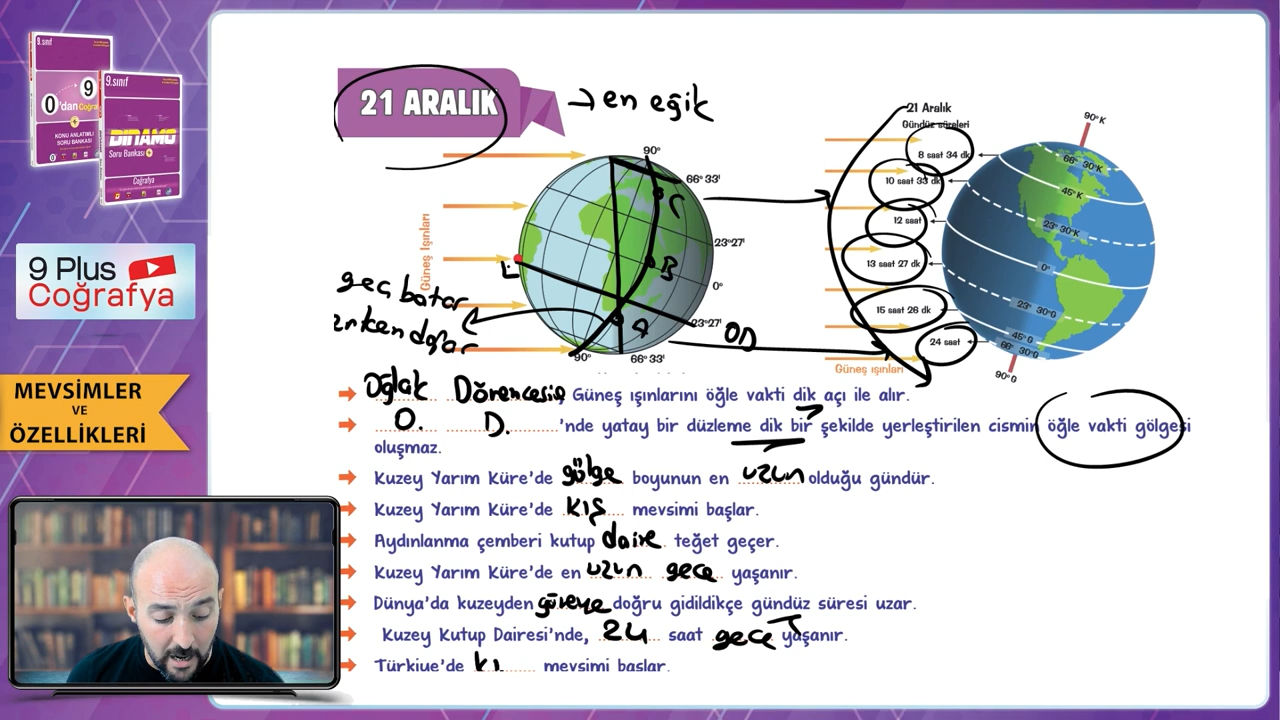 9.sınıf
0'dan 9
KONU ANLATIMLI
SORU BANKASI
9.sınıf
DİNAMO
Soru Bankası
Coğrafya
9 Plus
Coğrafya
MEVSİMLER
VE
ÖZELLİKLERİ
21 ARALIK
→ en eğik
Güneş Işınları
90°
66° 33'
23°27'
0°
23°27'
66° 33'
90°
C
B
A
OD
geç batar
erken doğar
21 Aralık
Gündüz süreleri
8 saat 34 dk
10 saat 33 dk
12 saat
13 saat 27 dk
15 saat 26 dk
24 saat
Güneş ışınları
90° K
66° 30'K
45° K
23° 30'K
0°
23° 30'G
45° G
66° 30'G
90° G
Oğlak Dönencesi, Güneş ışınlarını öğle vakti dik açı ile alır.
O. D. 'nde yatay bir düzleme dik bir şekilde yerleştirilen cismin öğle vakti gölgesi
oluşmaz.
Kuzey Yarım Küre'de gölge boyunun en uzun olduğu gündür.
Kuzey Yarım Küre'de kış mevsimi başlar.
Aydınlanma çemberi kutup daire teğet geçer.
Kuzey Yarım Küre'de en uzun gece yaşanır.
Dünya'da kuzeyden güneye doğru gidildikçe gündüz süresi uzar.
Kuzey Kutup Dairesi'nde, 24 saat gece yaşanır.
Türkiye'de kı mevsimi başlar.